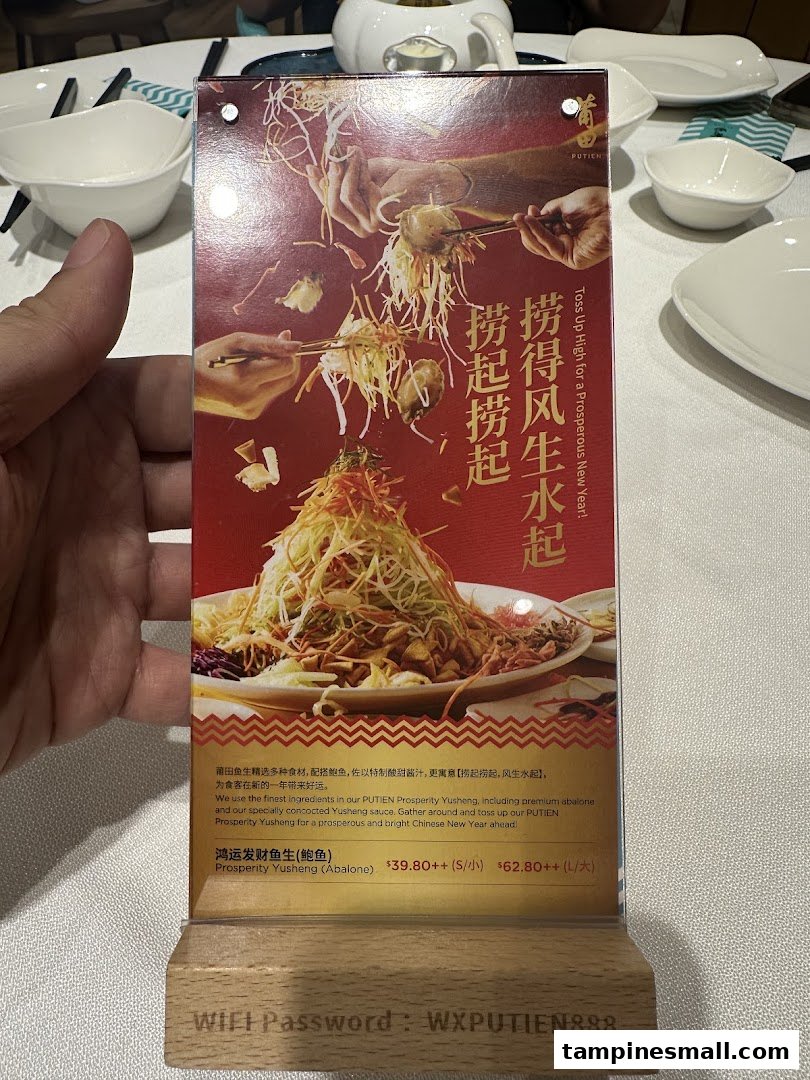 莆田
PUTIEN
捞得风生水起
捞起捞起
Toss Up High for a Prosperous New Year!
莆田鱼生精选多种食材,配搭鲍鱼,佐以特制酸甜酱汁,更寓意【捞起捞起,风生水起】,
为食客在新的一年带来好运。
We use the finest ingredients in our PUTIEN Prosperity Yusheng, including premium abalone
and our specially concocted Yusheng sauce. Gather around and toss up our PUTIEN
Prosperity Yusheng for a prosperous and bright Chinese New Year ahead!
鸿运发财鱼生(鲍鱼)
Prosperity Yusheng (Abalone) $39.80++ (S/小) $62.80++ (L/大)
WIFI Password : WXPUTIEN888
tampinesmall.com